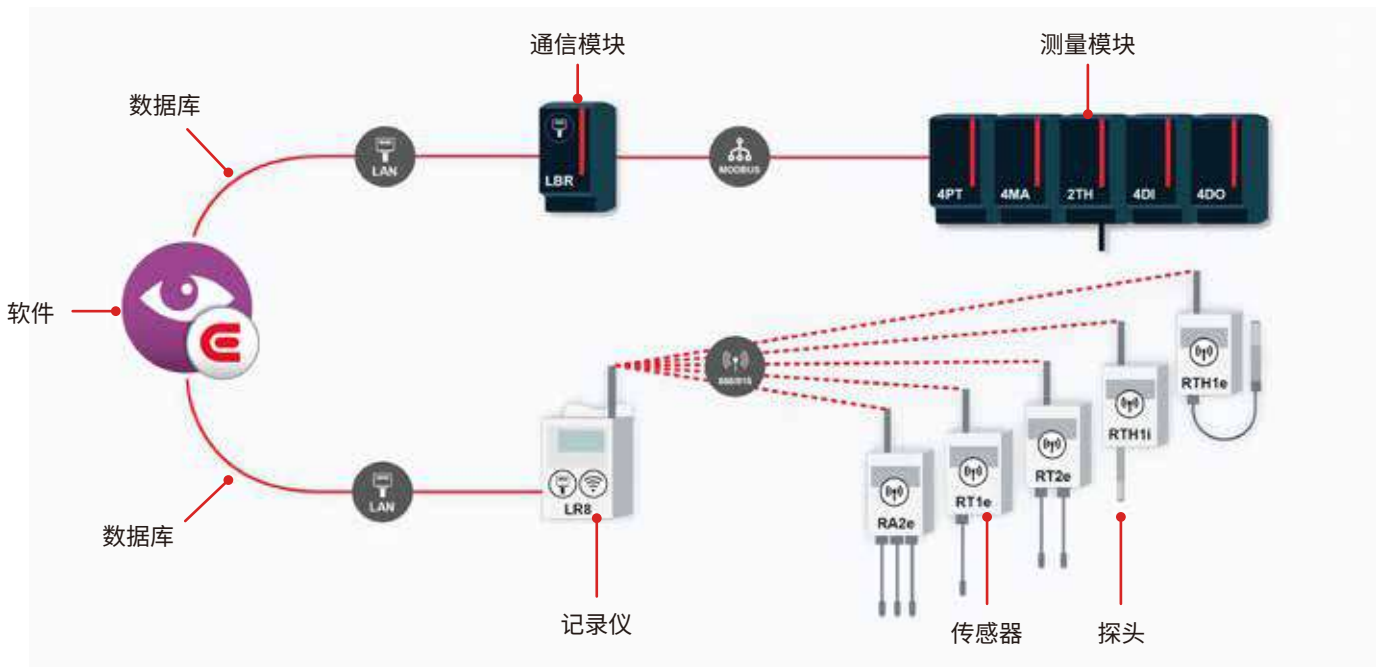 通信模块
测量模块
数据库
LAN
LBR
MODBUS
4PT
4MA
2TH
4DI
4DO
软件
868/915
RTH1e
RTH1i
RT2e
RT1e
RA2e
LAN
LR8
数据库
记录仪
传感器
探头